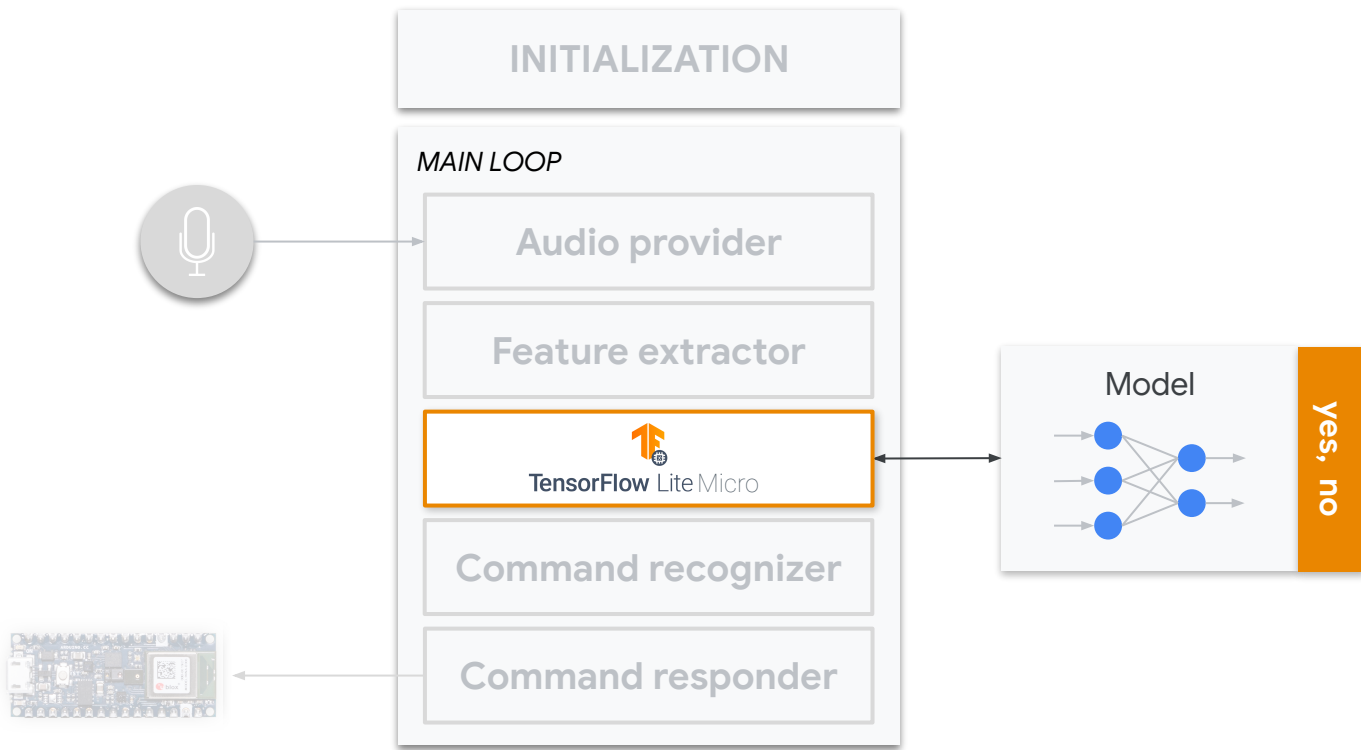 INITIALIZATION
MAIN LOOP
Audio provider
Feature extractor
TensorFlow Lite Micro
Command recognizer
Command responder
Model
yes, no